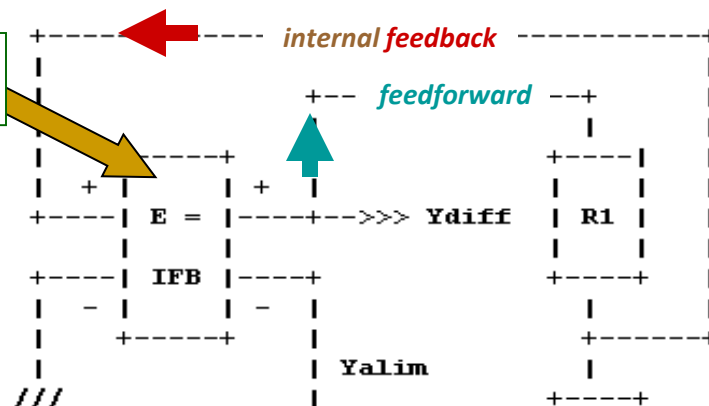 internal feedback
feedforward
+ +
E = >>> Ydiff R1
IFB
- -
Yalim
///